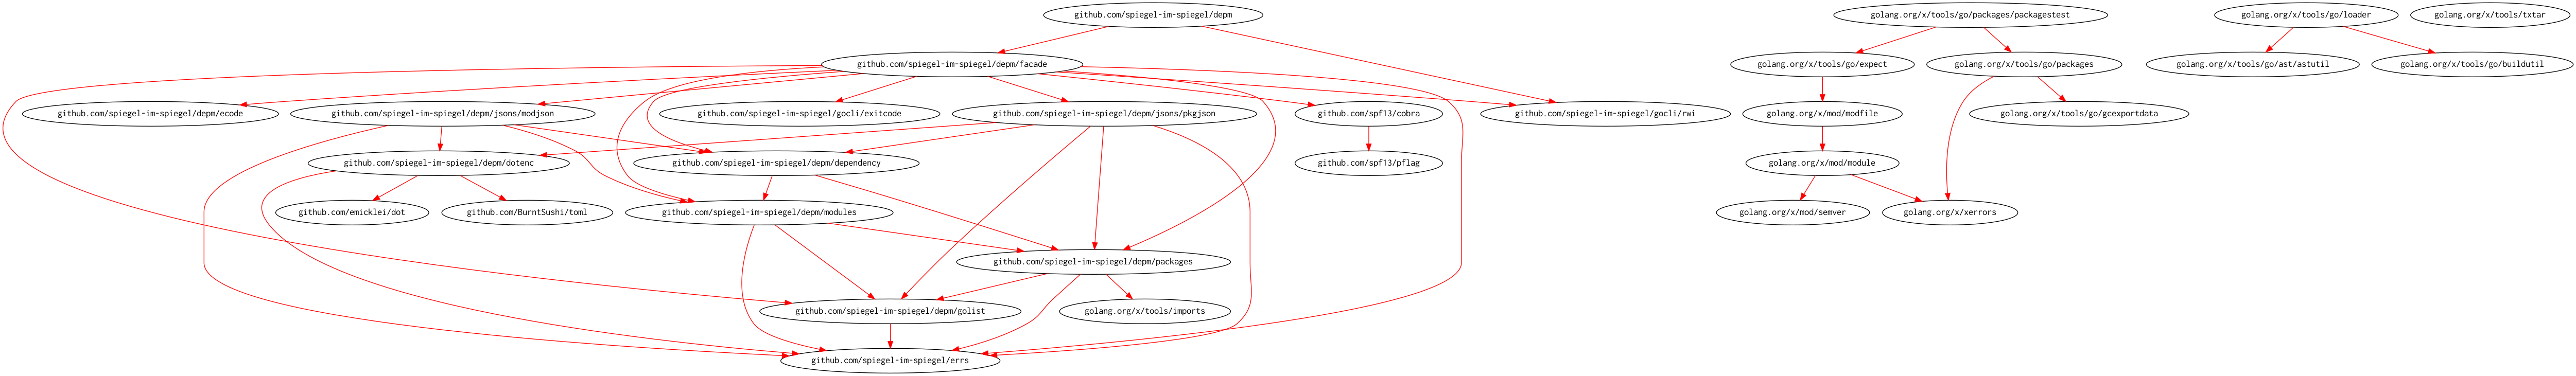 github.com/spiegel-im-spiegel/depm
golang.org/x/tools/go/packages/packagestest
golang.org/x/tools/go/loader
golang.org/x/tools/txtar
github.com/spiegel-im-spiegel/depm/facade
golang.org/x/tools/go/expect
golang.org/x/tools/go/packages
golang.org/x/tools/go/ast/astutil
golang.org/x/tools/go/buildutil
github.com/spiegel-im-spiegel/depm/ecode
github.com/spiegel-im-spiegel/depm/jsons/modjson
github.com/spiegel-im-spiegel/gocli/exitcode
github.com/spiegel-im-spiegel/depm/jsons/pkgjson
github.com/spf13/cobra
github.com/spiegel-im-spiegel/gocli/rwi
golang.org/x/mod/modfile
golang.org/x/tools/go/gcexportdata
github.com/spiegel-im-spiegel/depm/dotenc
github.com/spiegel-im-spiegel/depm/dependency
github.com/spf13/pflag
golang.org/x/mod/module
github.com/emicklei/dot
github.com/BurntSushi/toml
github.com/spiegel-im-spiegel/depm/modules
golang.org/x/mod/semver
golang.org/x/xerrors
github.com/spiegel-im-spiegel/depm/packages
github.com/spiegel-im-spiegel/depm/golist
golang.org/x/tools/imports
github.com/spiegel-im-spiegel/errs